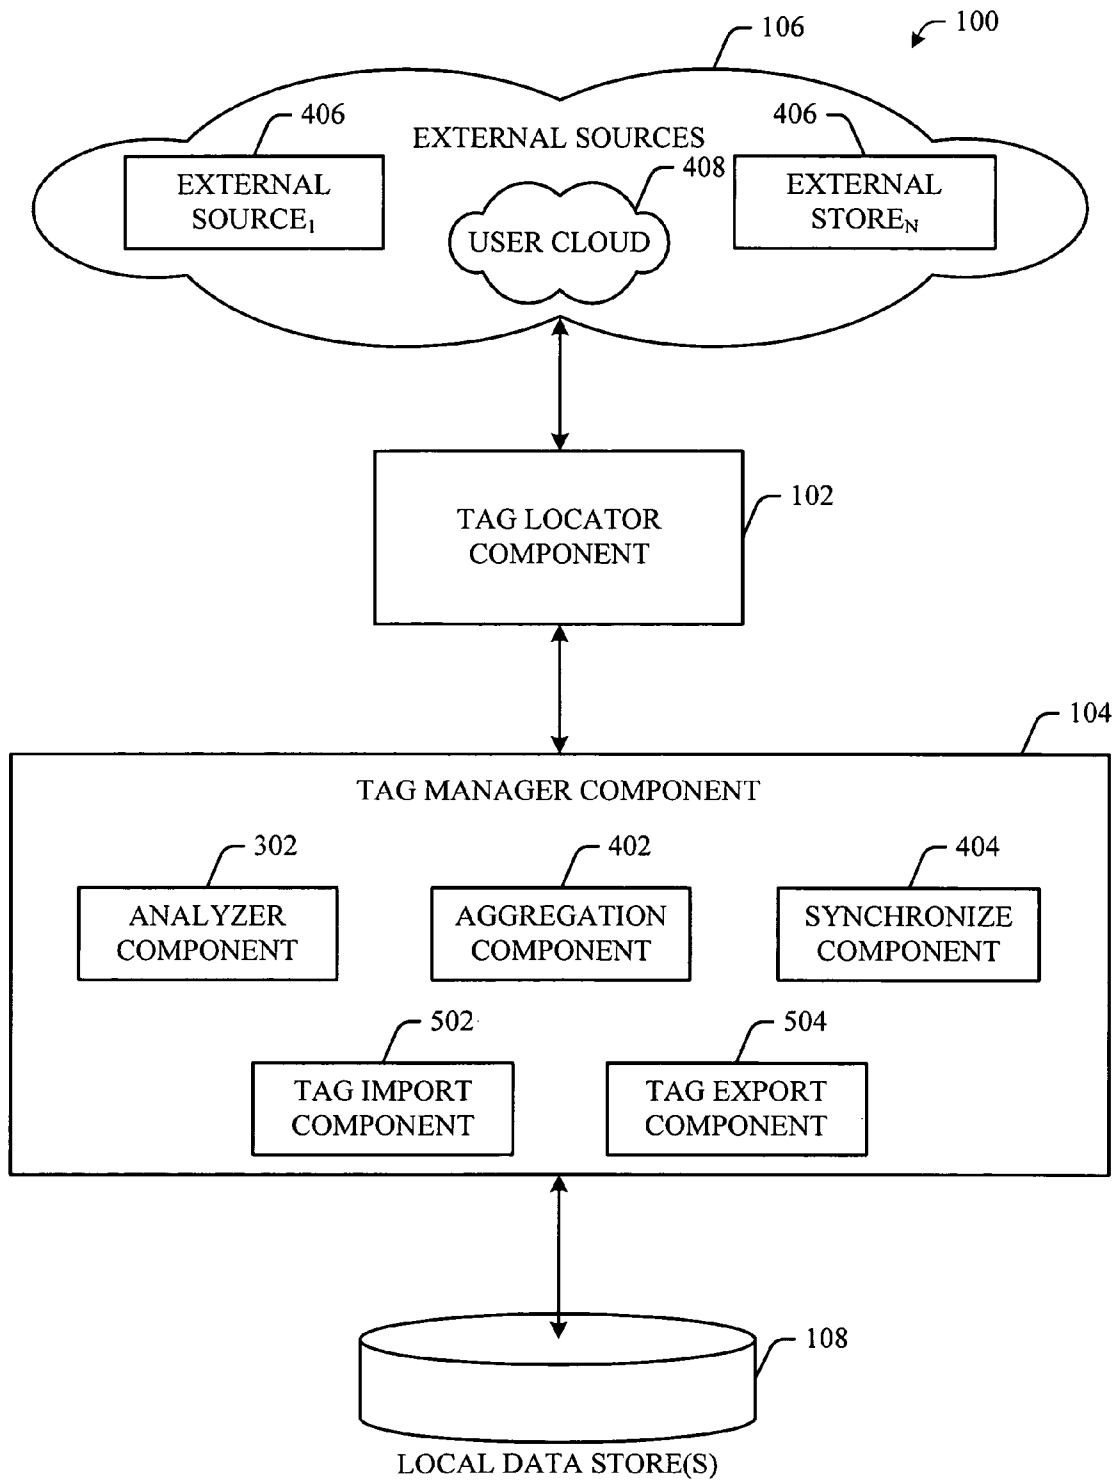 100
106
406
EXTERNAL SOURCES
406
408
EXTERNAL
SOURCE1
USER CLOUD
EXTERNAL
STOREN
102
TAG LOCATOR
COMPONENT
104
TAG MANAGER COMPONENT
302
402
404
ANALYZER
COMPONENT
AGGREGATION
COMPONENT
SYNCHRONIZE
COMPONENT
502
504
TAG IMPORT
COMPONENT
TAG EXPORT
COMPONENT
108
LOCAL DATA STORE(S)